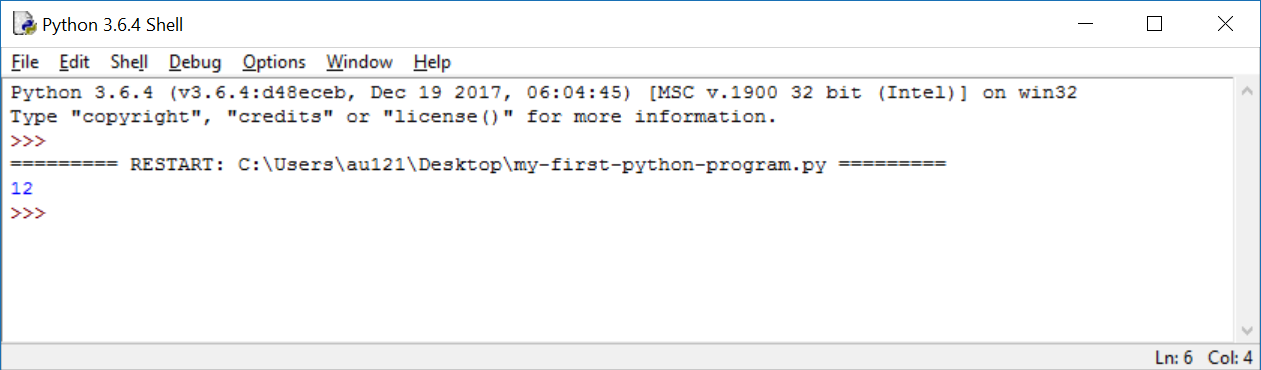 Python 3.6.4 Shell
File Edit Shell Debug Options Window Help
Python 3.6.4 (v3.6.4:d48eceb, Dec 19 2017, 06:04:45) [MSC v.1900 32 bit (Intel)] on win32
Type "copyright", "credits" or "license()" for more information.
>>>
========= RESTART: C:\Users\au121\Desktop\my-first-python-program.py =========
12
>>>
Ln: 6 Col: 4